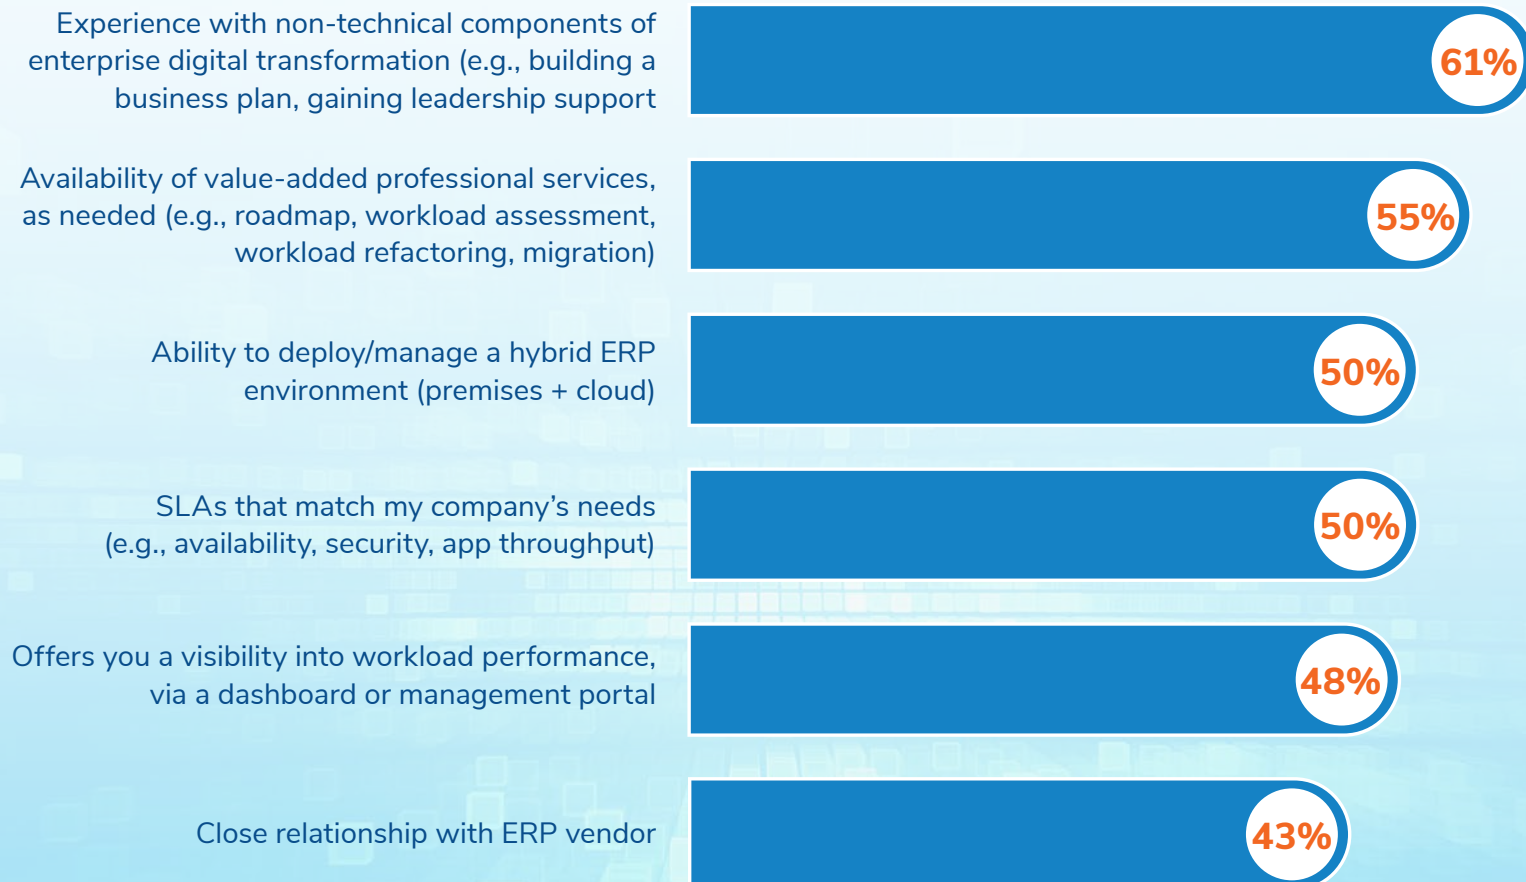 Experience with non-technical components of
enterprise digital transformation (e.g., building a
business plan, gaining leadership support
61%
Availability of value-added professional services,
as needed (e.g., roadmap, workload assessment,
workload refactoring, migration)
55%
Ability to deploy/manage a hybrid ERP
environment (premises + cloud)
50%
SLAs that match my company’s needs
(e.g., availability, security, app throughput)
50%
Offers you a visibility into workload performance,
via a dashboard or management portal
48%
Close relationship with ERP vendor
43%